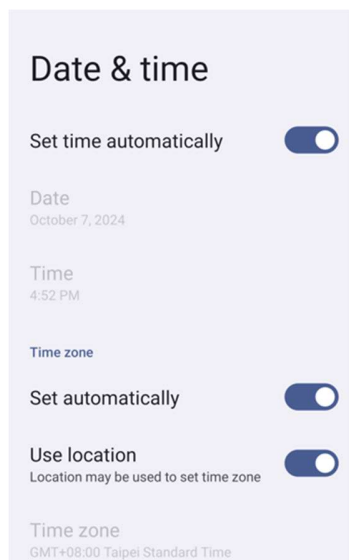 Date & time
Set time automatically
Date
October 7, 2024
Time
4:52 PM
Time zone
Set automatically
Use location
Location may be used to set time zone
Time zone
GMT+08:00 Taipei Standard Time